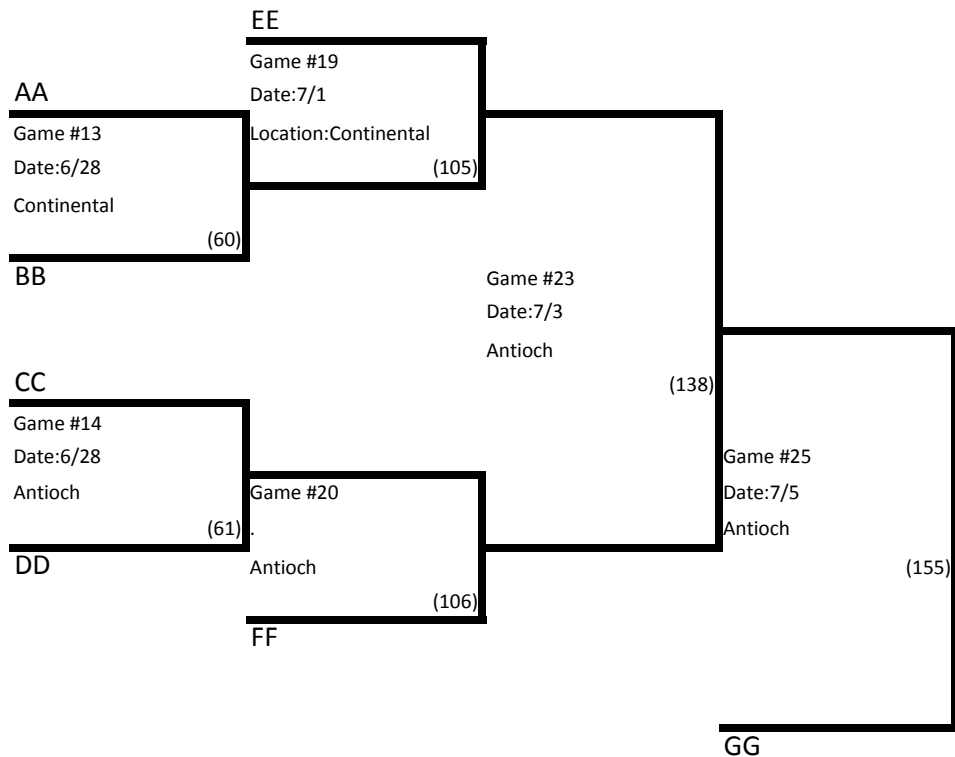 EE
Game #19
Date:7/1
Location:Continental
(105)
AA
Game #13
Date:6/28
Continental
(60)
BB
Game #23
Date:7/3
Antioch
(138)
CC
Game #14
Date:6/28
Antioch
(61)
DD
Game #20
.
Antioch
(106)
FF
Game #25
Date:7/5
Antioch
(155)
GG